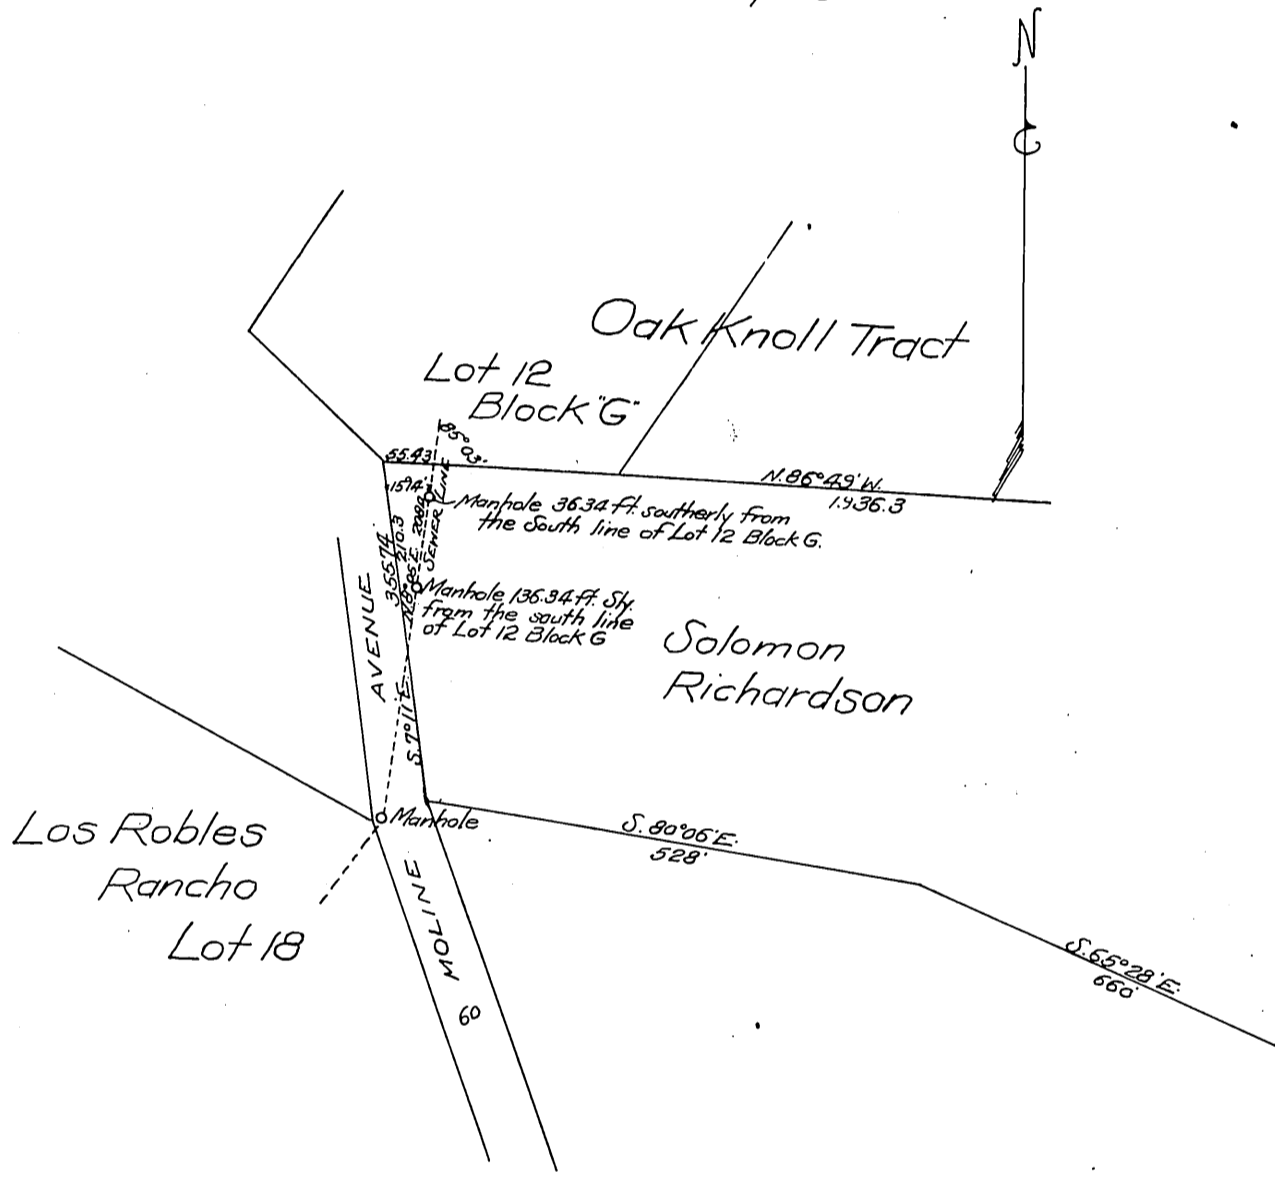 N
Oak Knoll Tract
Lot 12
Block "G"
85°03'
55.43
N.86°49'W.
1936.3
15.74
Manhole 36.34 ft. southerly from
the South line of Lot 12 Block G.
SEWER LINE
210.3
355.74
N.8°05'E.
Manhole 136.34 ft. Sly.
from the south line
of Lot 12 Block G
Solomon
Richardson
AVENUE
S.7°11'E.
Manhole
S.80°06'E.
528'
Los Robles
Rancho
Lot 18
MOLINE
60
S.65°28'E.
660'